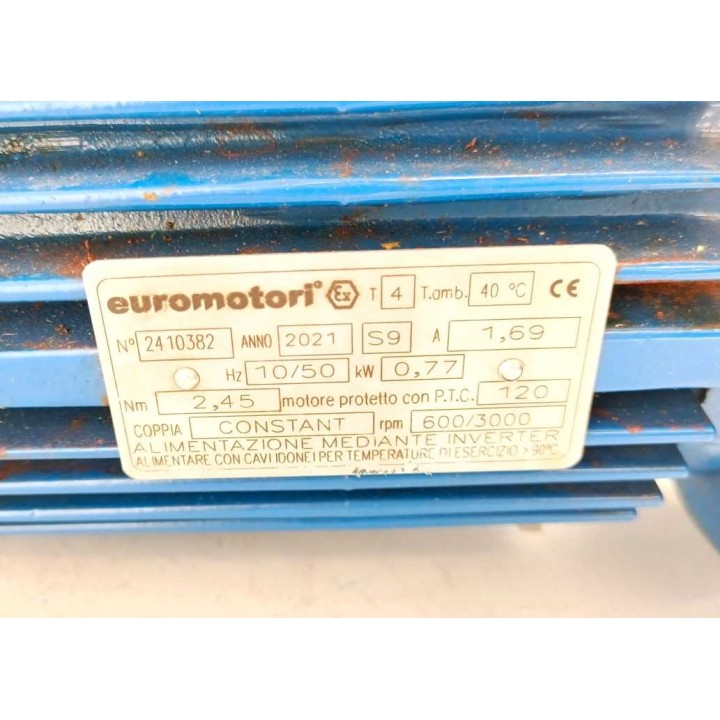 euromotori® Ex T 4 T.amb. 40 °C CE
N° 2410382 ANNO 2021 S9 A 1,69
Hz 10/50 kW 0,77
Nm 2,45 motore protetto con P.T.C. 120
COPPIA CONSTANT rpm 600/3000
ALIMENTAZIONE MEDIANTE INVERTER
ALIMENTARE CON CAVI IDONEI PER TEMPERATURE DI ESERCIZIO > 90°C